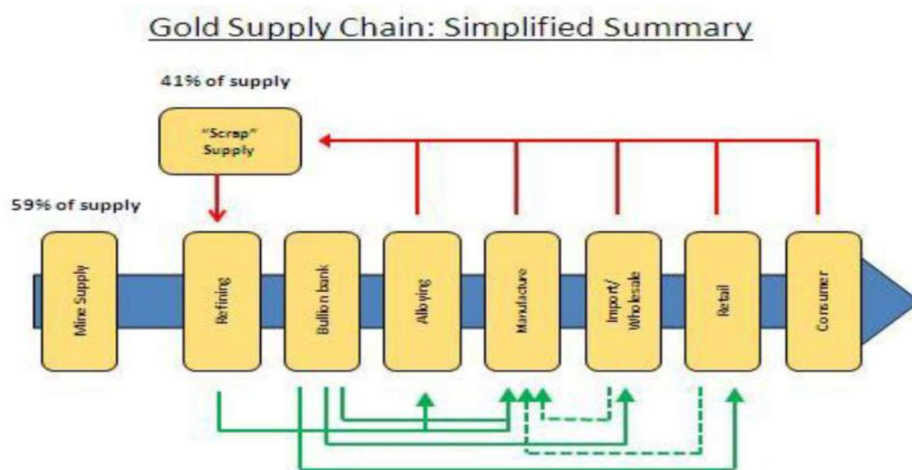 Gold Supply Chain: Simplified Summary
41% of supply
"Scrap"
Supply
59% of supply
Mine Supply
Refining
Bullion bank
Alloying
Manufacture
Import/
Wholesale
Retail
Consumer